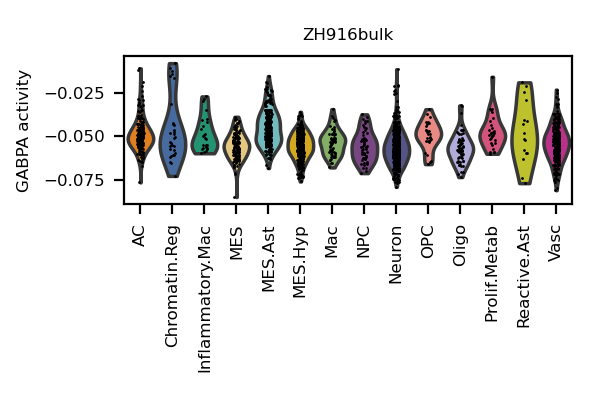 ZH916bulk
GABPA activity
−0.025
−0.050
−0.075
AC
Chromatin.Reg
Inflammatory.Mac
MES
MES.Ast
MES.Hyp
Mac
NPC
Neuron
OPC
Oligo
Prolif.Metab
Reactive.Ast
Vasc